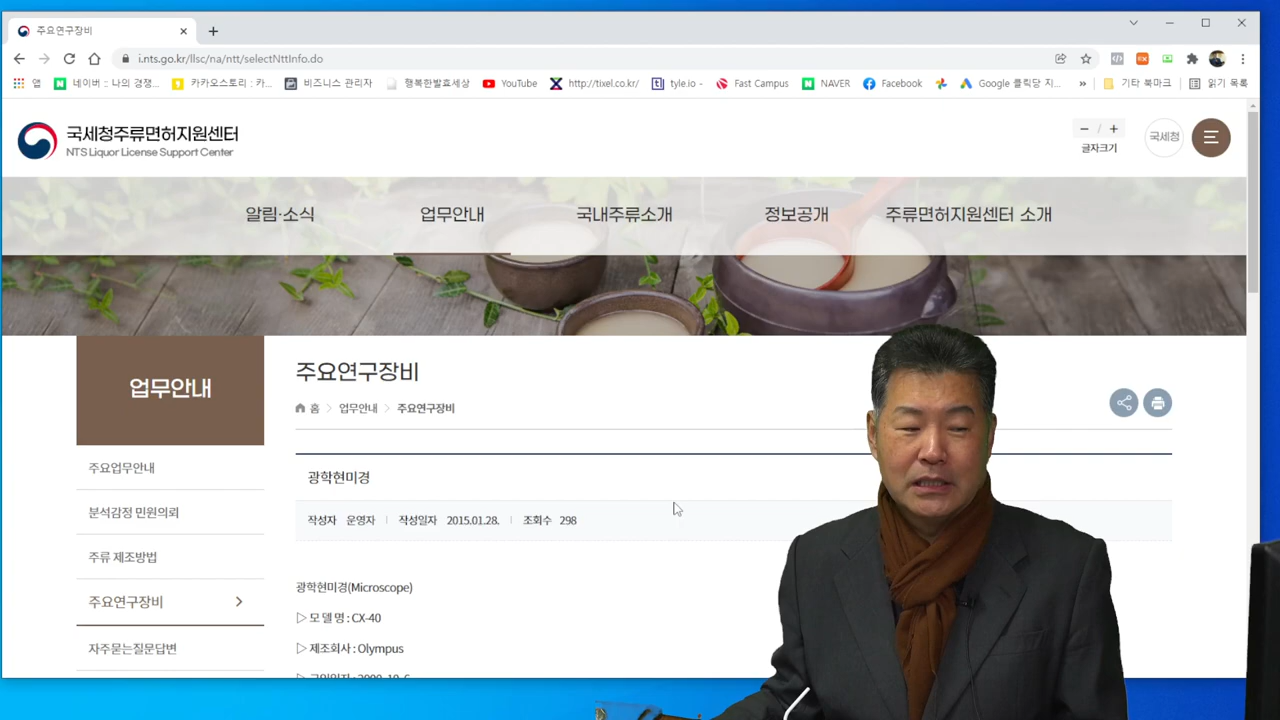 주요연구장비
i.nts.go.kr/llsc/na/ntt/selectNttInfo.do
앱 네이버 :: 나의 경쟁... 카카오스토리 : 카... 비즈니스 관리자 행복한발효세상 YouTube http://tixel.co.kr/ tyle.io - Fast Campus NAVER Facebook Google 클릭당 지... » 기타 북마크 읽기 목록
국세청주류면허지원센터
NTS Liquor License Support Center
글자크기
국세청
알림·소식 업무안내 국내주류소개 정보공개 주류면허지원센터 소개
업무안내
주요업무안내
분석감정 민원의뢰
주류 제조방법
주요연구장비
자주묻는질문답변
주요연구장비
홈 > 업무안내 > 주요연구장비
광학현미경
작성자 운영자 | 작성일자 2015.01.28. | 조회수 298
광학현미경(Microscope)
▷ 모 델 명 : CX-40
▷ 제조회사 : Olympus